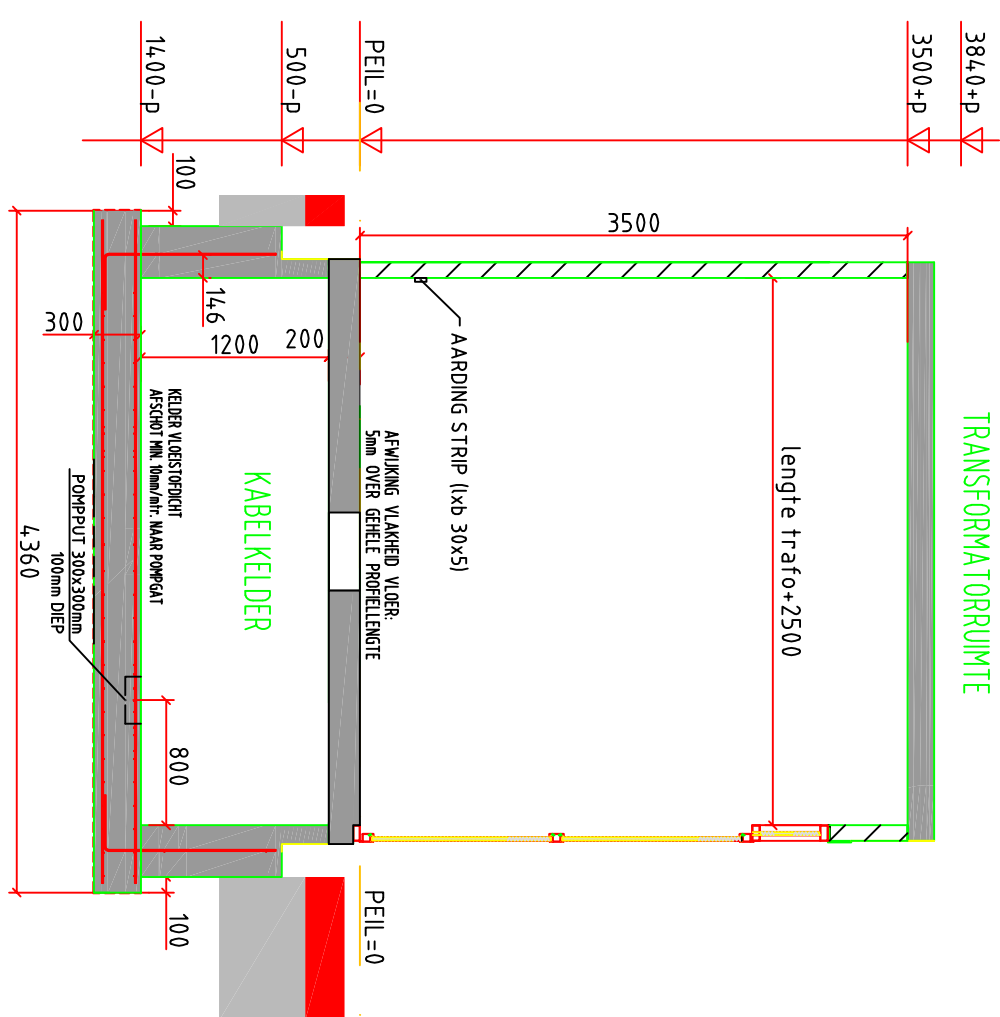 TRANSFORMATORRUIMTE
3840+p
3500+p
PEIL=0
500-p
1400-p
3500
lengte trafo+2500
AARDING STRIP (lxb 30x5)
AFWIJKING VLAKHEID VLOER:
5mm OVER GEHELE PROFIELLENGTE
200
1200
KABELKELDER
146
100
300
KELDER VLOEISTOFDICHT
AFSCHOT MIN. 10mm/mtr. NAAR POMPGAT
POMPPUT 300x300mm
100mm DIEP
800
100
4360
PEIL=0